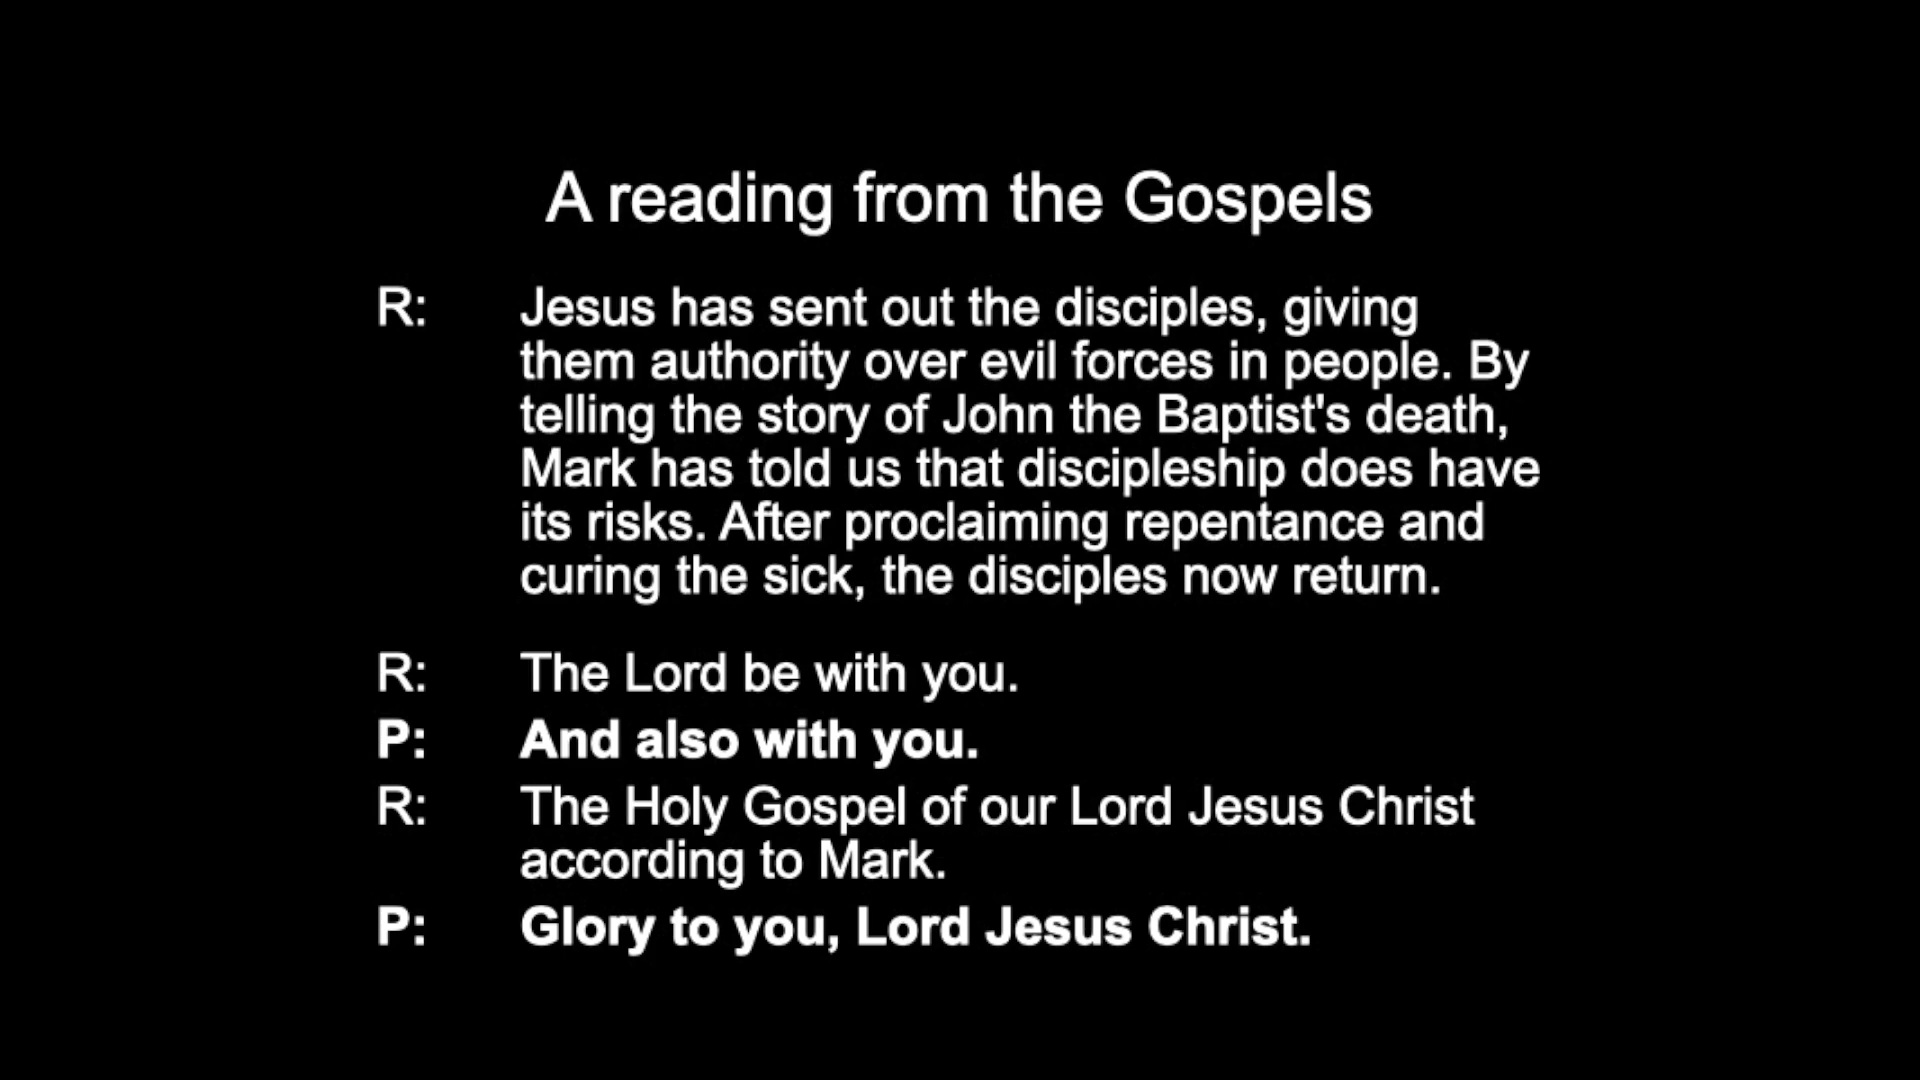 A reading from the Gospels
R: Jesus has sent out the disciples, giving
them authority over evil forces in people. By
telling the story of John the Baptist's death,
Mark has told us that discipleship does have
its risks. After proclaiming repentance and
curing the sick, the disciples now return.
R: The Lord be with you.
P: And also with you.
R: The Holy Gospel of our Lord Jesus Christ
according to Mark.
P: Glory to you, Lord Jesus Christ.